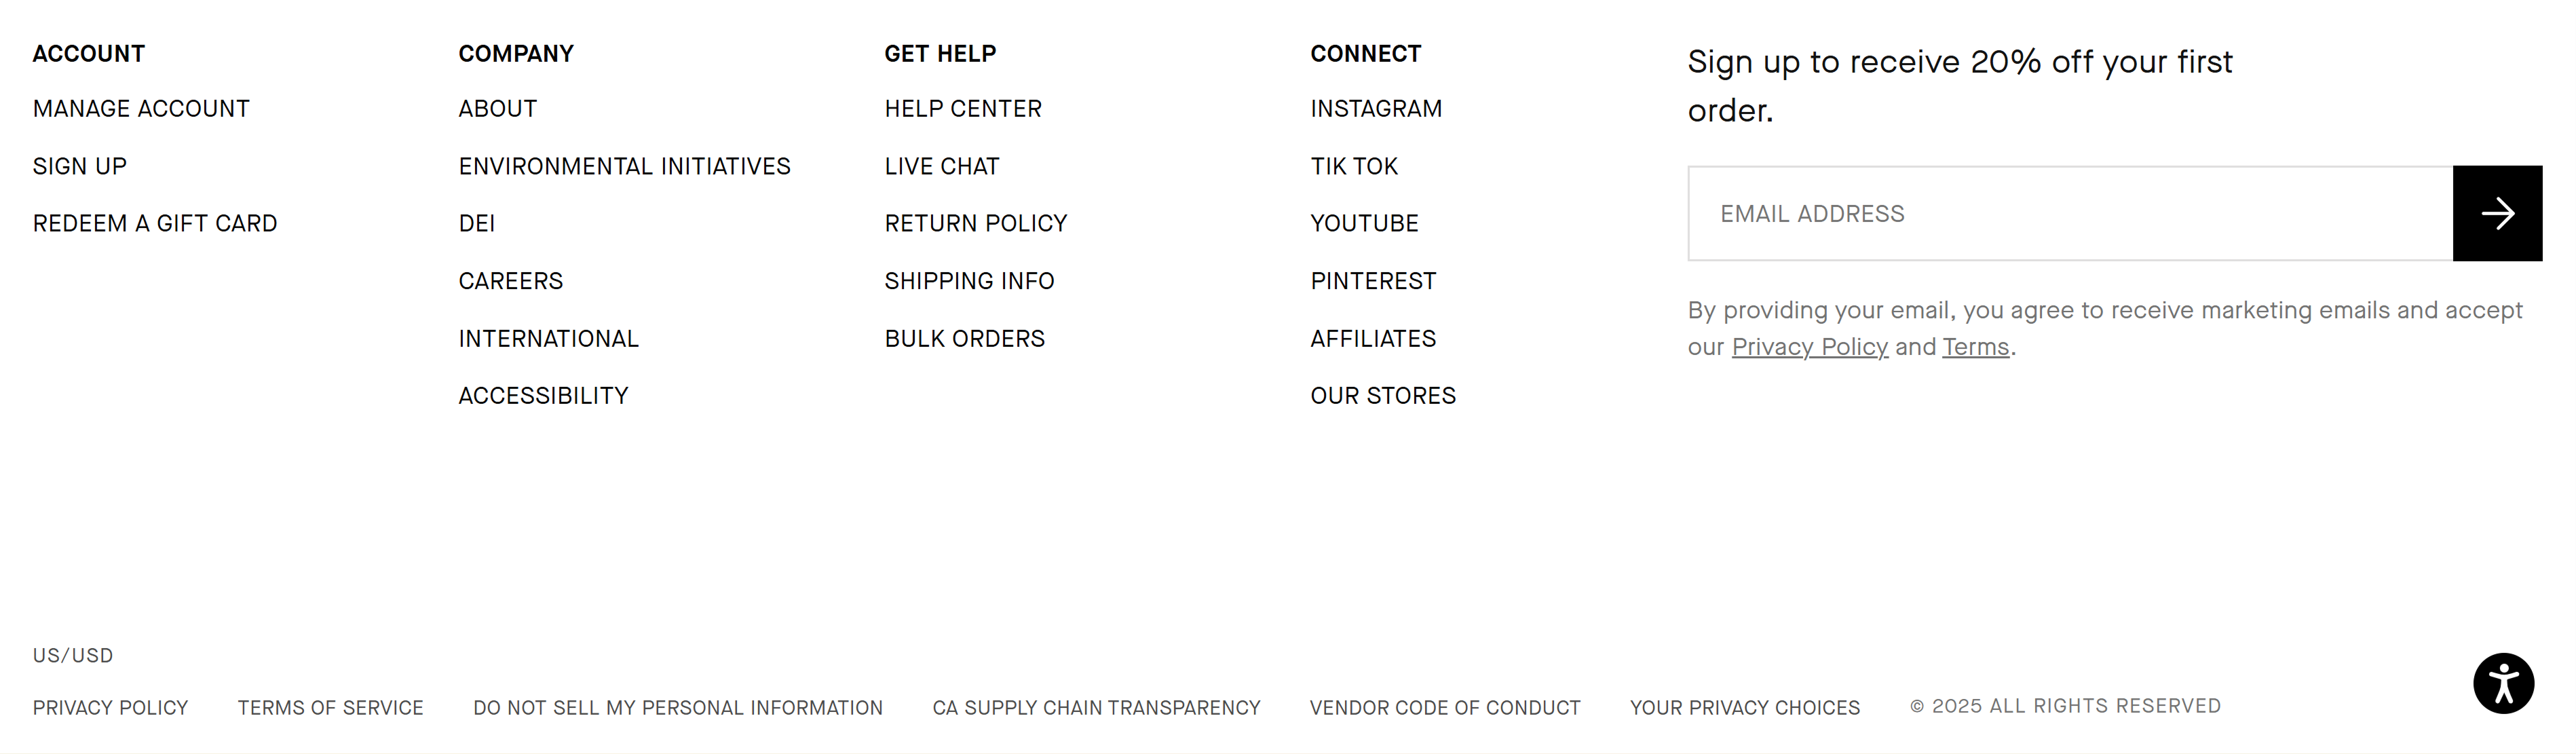 ACCOUNT
MANAGE ACCOUNT
SIGN UP
REDEEM A GIFT CARD
COMPANY
ABOUT
ENVIRONMENTAL INITIATIVES
DEI
CAREERS
INTERNATIONAL
ACCESSIBILITY
GET HELP
HELP CENTER
LIVE CHAT
RETURN POLICY
SHIPPING INFO
BULK ORDERS
CONNECT
INSTAGRAM
TIK TOK
YOUTUBE
PINTEREST
AFFILIATES
OUR STORES
Sign up to receive 20% off your first
order.
EMAIL ADDRESS
By providing your email, you agree to receive marketing emails and accept
our Privacy Policy and Terms.
US/USD
PRIVACY POLICY TERMS OF SERVICE DO NOT SELL MY PERSONAL INFORMATION CA SUPPLY CHAIN TRANSPARENCY VENDOR CODE OF CONDUCT YOUR PRIVACY CHOICES © 2025 ALL RIGHTS RESERVED